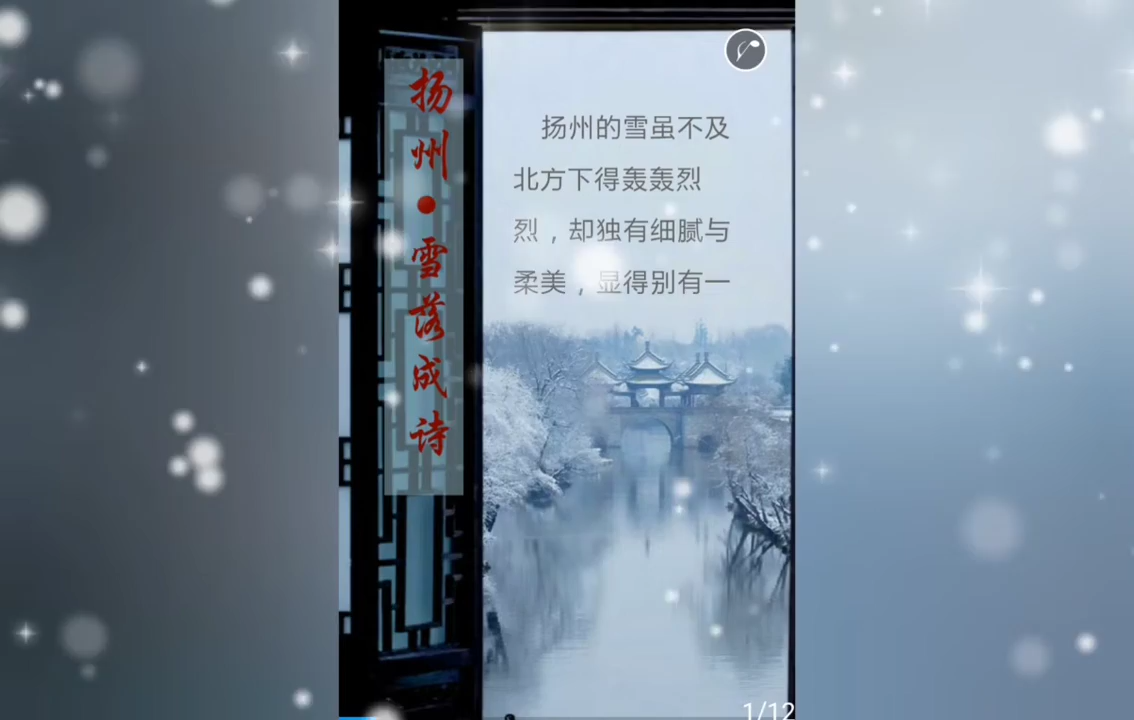 扬州•雪落成诗
扬州的雪虽不及
北方下得轰轰烈
烈，却独有细腻与
柔美，显得别有一
1/12